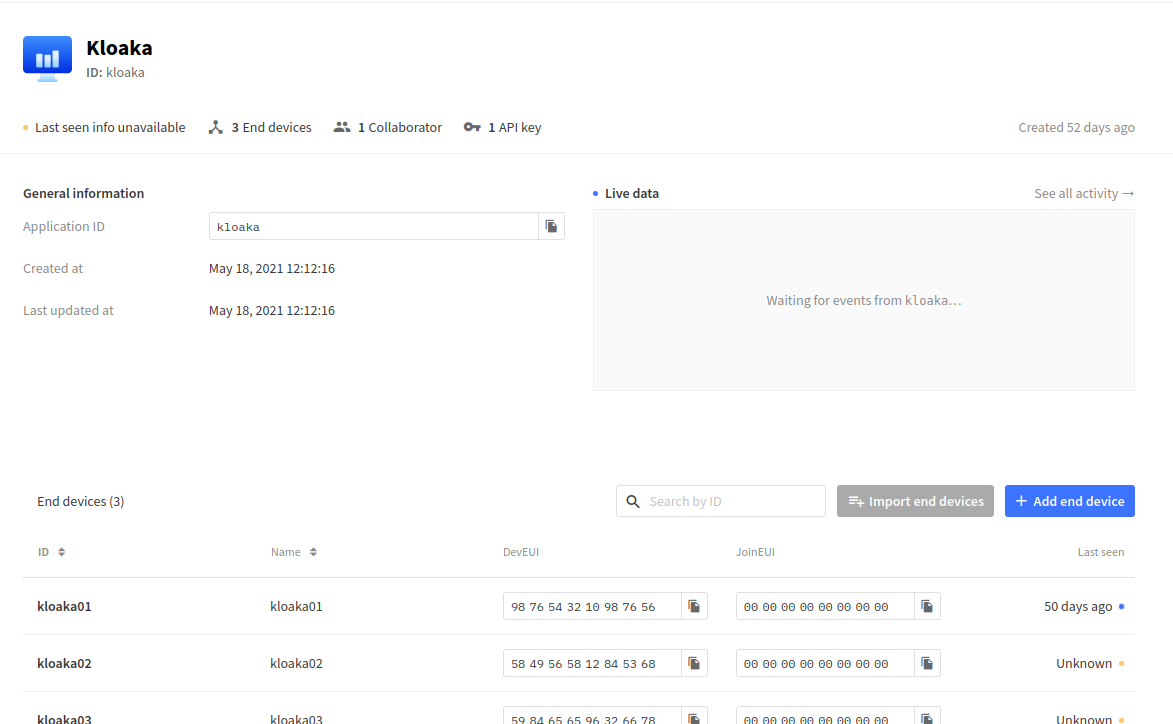 Kloaka
ID: kloaka
Last seen info unavailable 3 End devices 1 Collaborator 1 API key Created 52 days ago
General information
Application ID kloaka
Created at May 18, 2021 12:12:16
Last updated at May 18, 2021 12:12:16
Live data See all activity →
Waiting for events from kloaka…
End devices (3) Search by ID Import end devices + Add end device
ID Name DevEUI JoinEUI Last seen
kloaka01 kloaka01 98 76 54 32 10 98 76 56 00 00 00 00 00 00 00 00 50 days ago
kloaka02 kloaka02 58 49 56 58 12 84 53 68 00 00 00 00 00 00 00 00 Unknown
kloaka03 kloaka03 59 84 65 65 96 32 66 78 00 00 00 00 00 00 00 00 Unknown